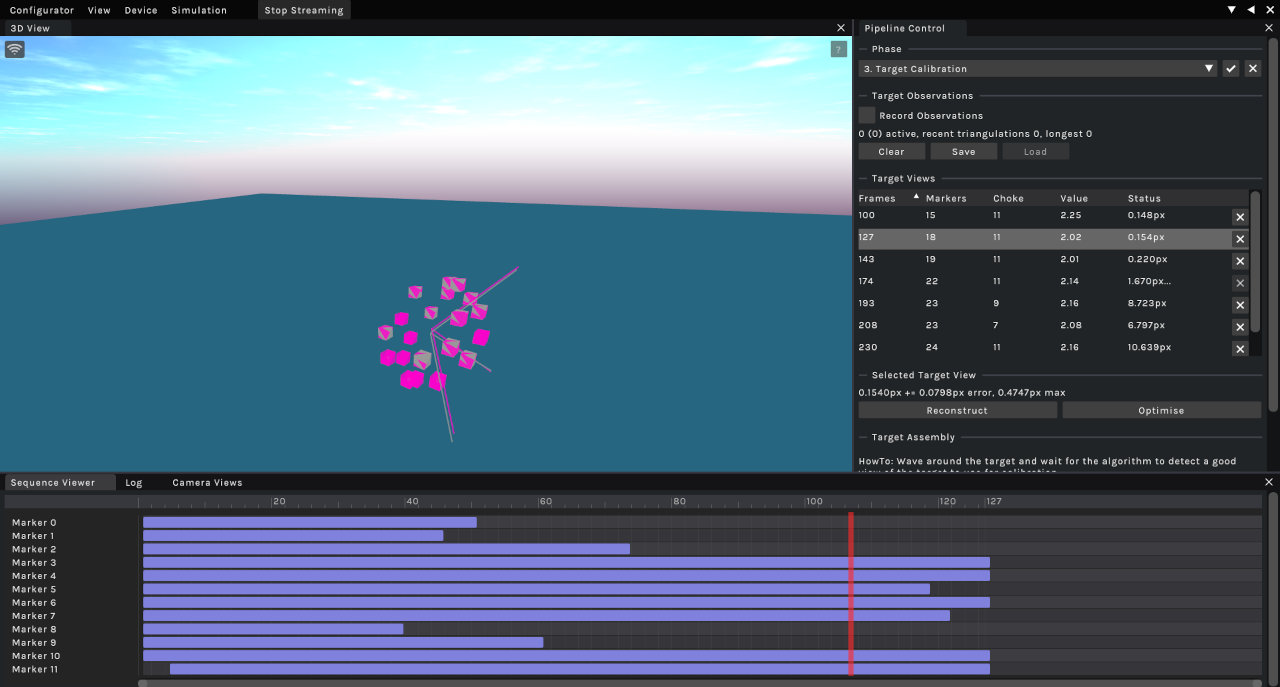 Configurator View Device Simulation Stop Streaming
3D View
?
Pipeline Control
Phase
3. Target Calibration
Target Observations
Record Observations
0 (0) active, recent triangulations 0, longest 0
Clear Save Load
Target Views
Frames Markers Choke Value Status
100 15 11 2.25 0.148px
127 18 11 2.02 0.154px
143 19 11 2.01 0.220px
174 22 11 2.14 1.670px...
193 23 9 2.16 8.723px
208 23 7 2.08 6.797px
230 24 11 2.16 10.639px
Selected Target View
0.1540px +- 0.0798px error, 0.4747px max
Reconstruct Optimise
Target Assembly
HowTo: Wave around the target and wait for the algorithm to detect a good
Sequence Viewer Log Camera Views
20 40 60 80 100 120 127
Marker 0
Marker 1
Marker 2
Marker 3
Marker 4
Marker 5
Marker 6
Marker 7
Marker 8
Marker 9
Marker 10
Marker 11